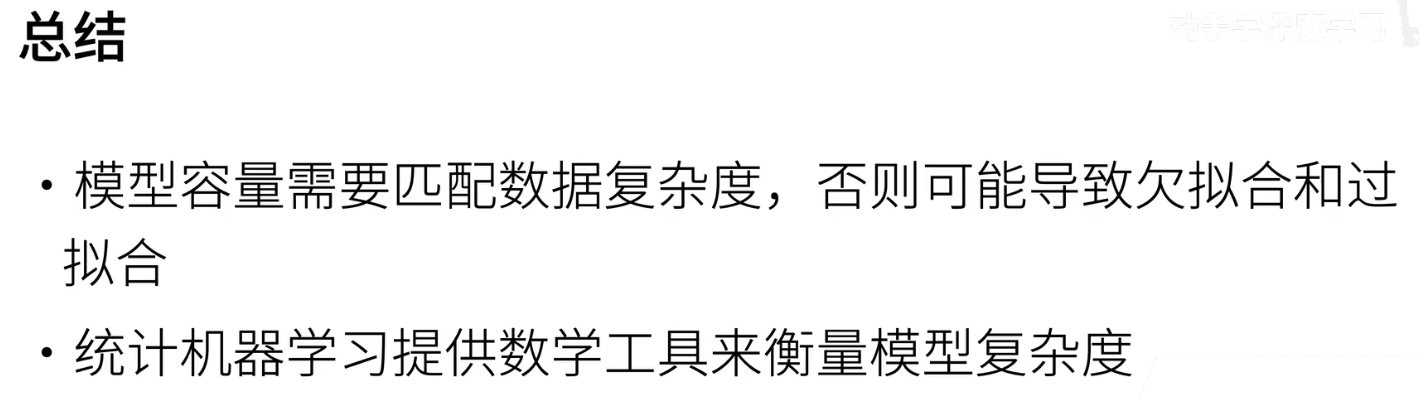 总结
动手学深度学习
• 模型容量需要匹配数据复杂度，否则可能导致欠拟合和过
拟合
• 统计机器学习提供数学工具来衡量模型复杂度